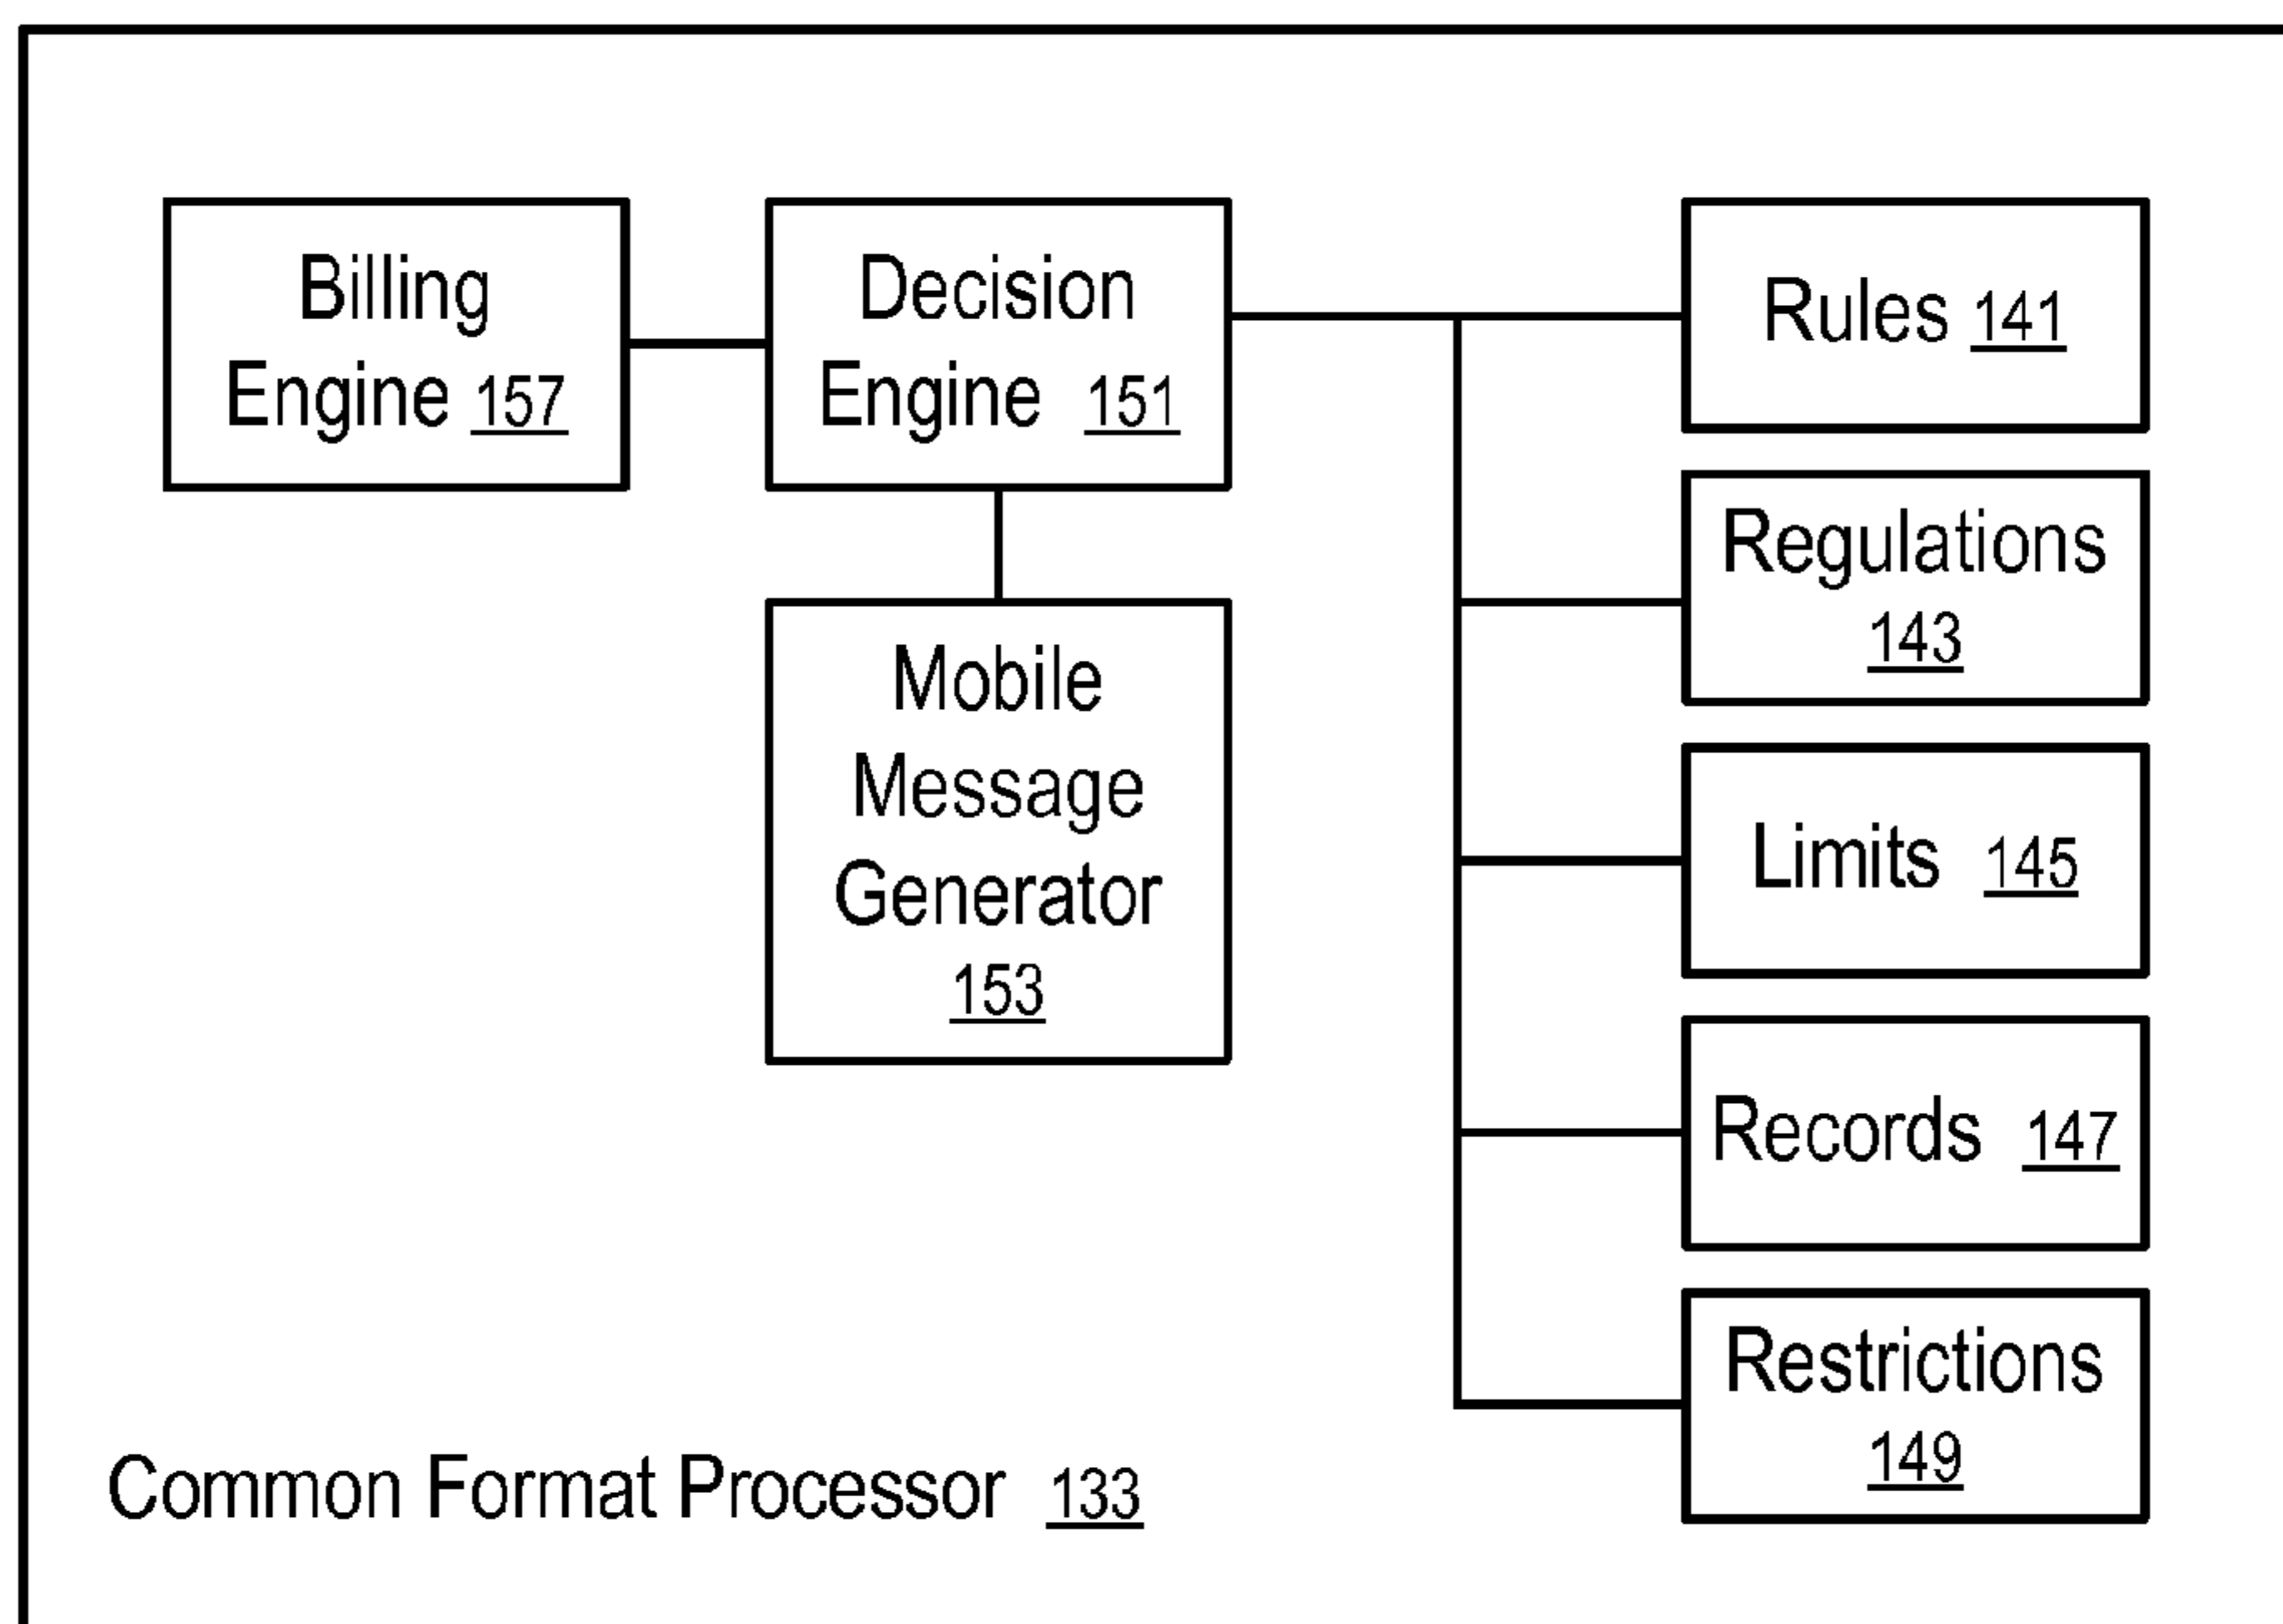 Billing
Engine 157
Decision
Engine 151
Mobile
Message
Generator
153
Rules 141
Regulations
143
Limits 145
Records 147
Restrictions
149
Common Format Processor 133